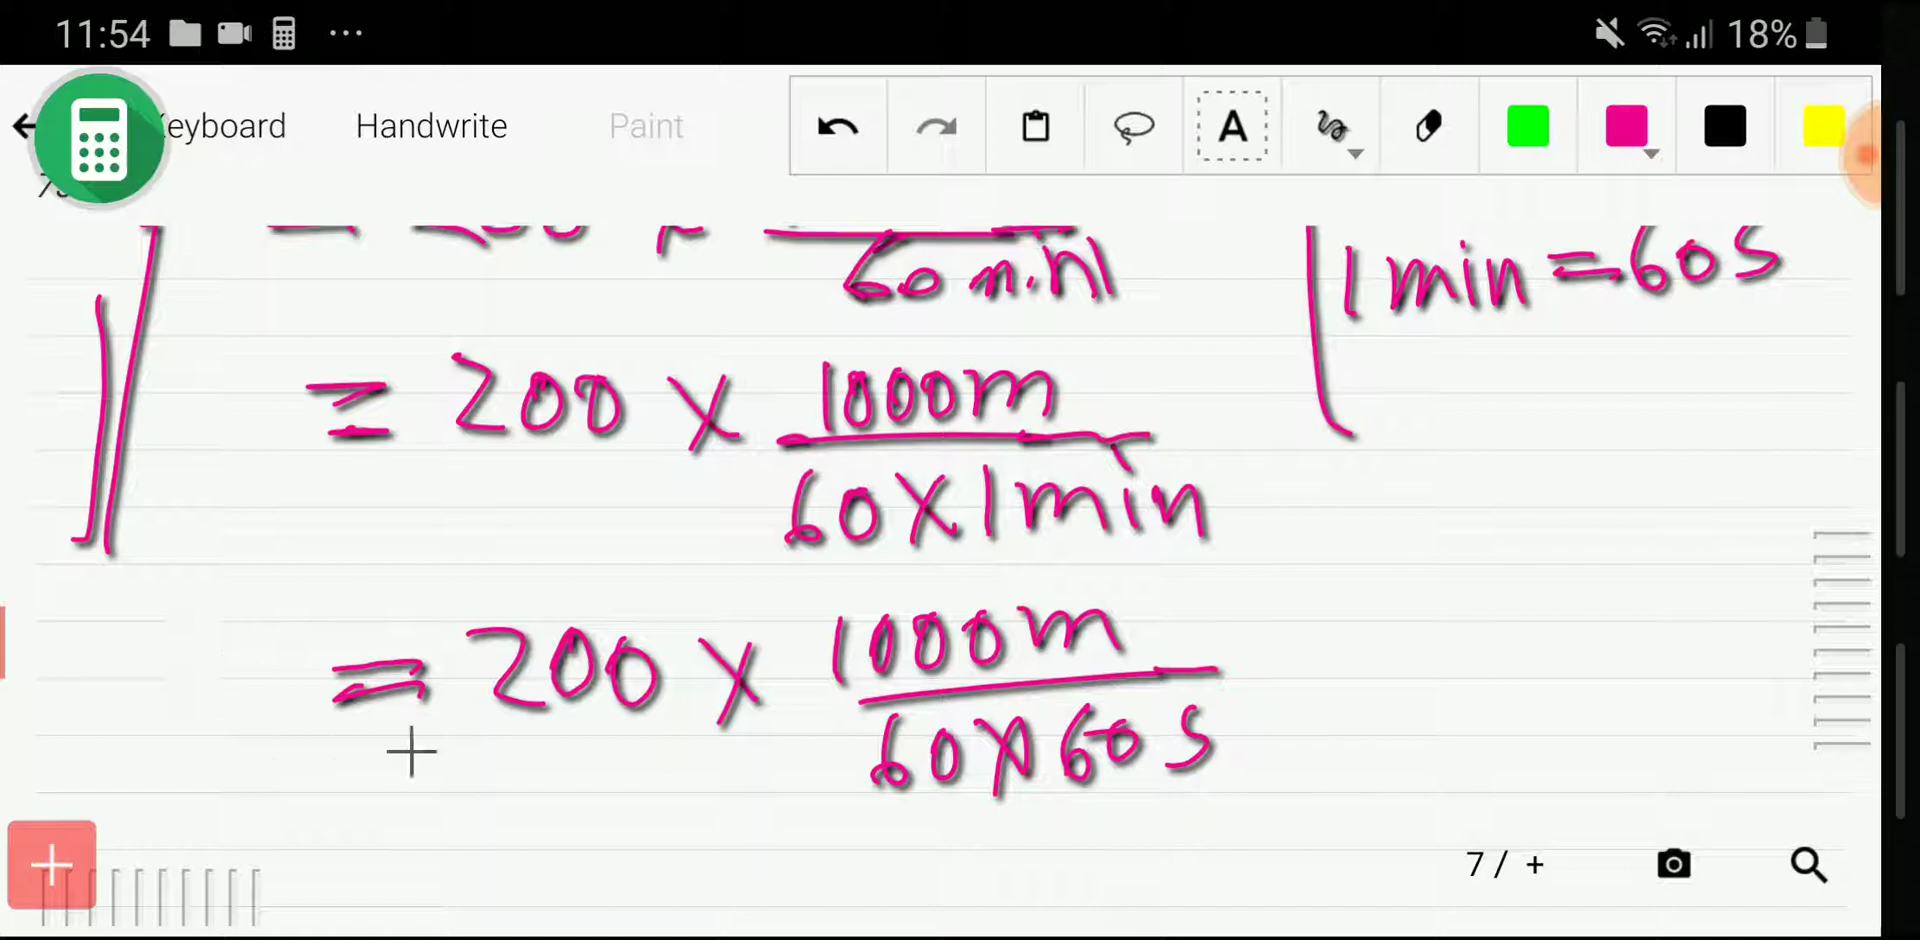 11:54 ... 18%
eyboard Handwrite Paint A
60 min
1 min = 60 s
= 200 × 1000m
60 × 1 min
= 200 × 1000m
60 × 60 s
7 / +